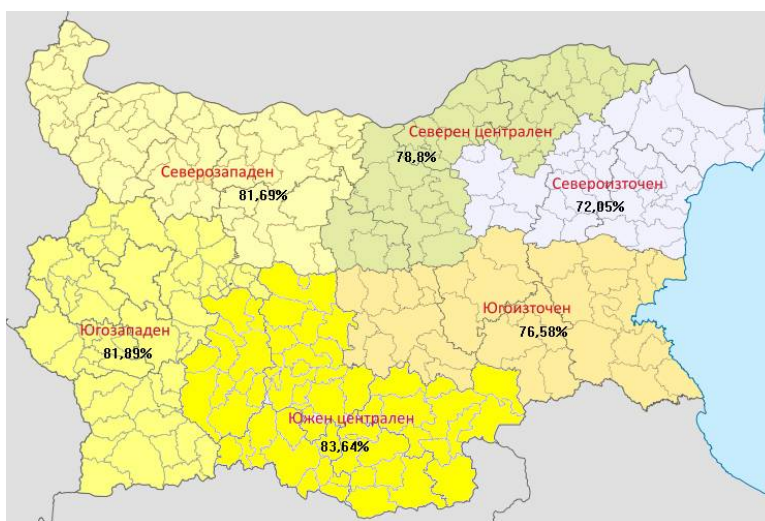 Северен централен
78,8%
Северозападен
81,69%
Североизточен
72,05%
Югоизточен
76,58%
Югозападен
81,89%
Южен централен
83,64%